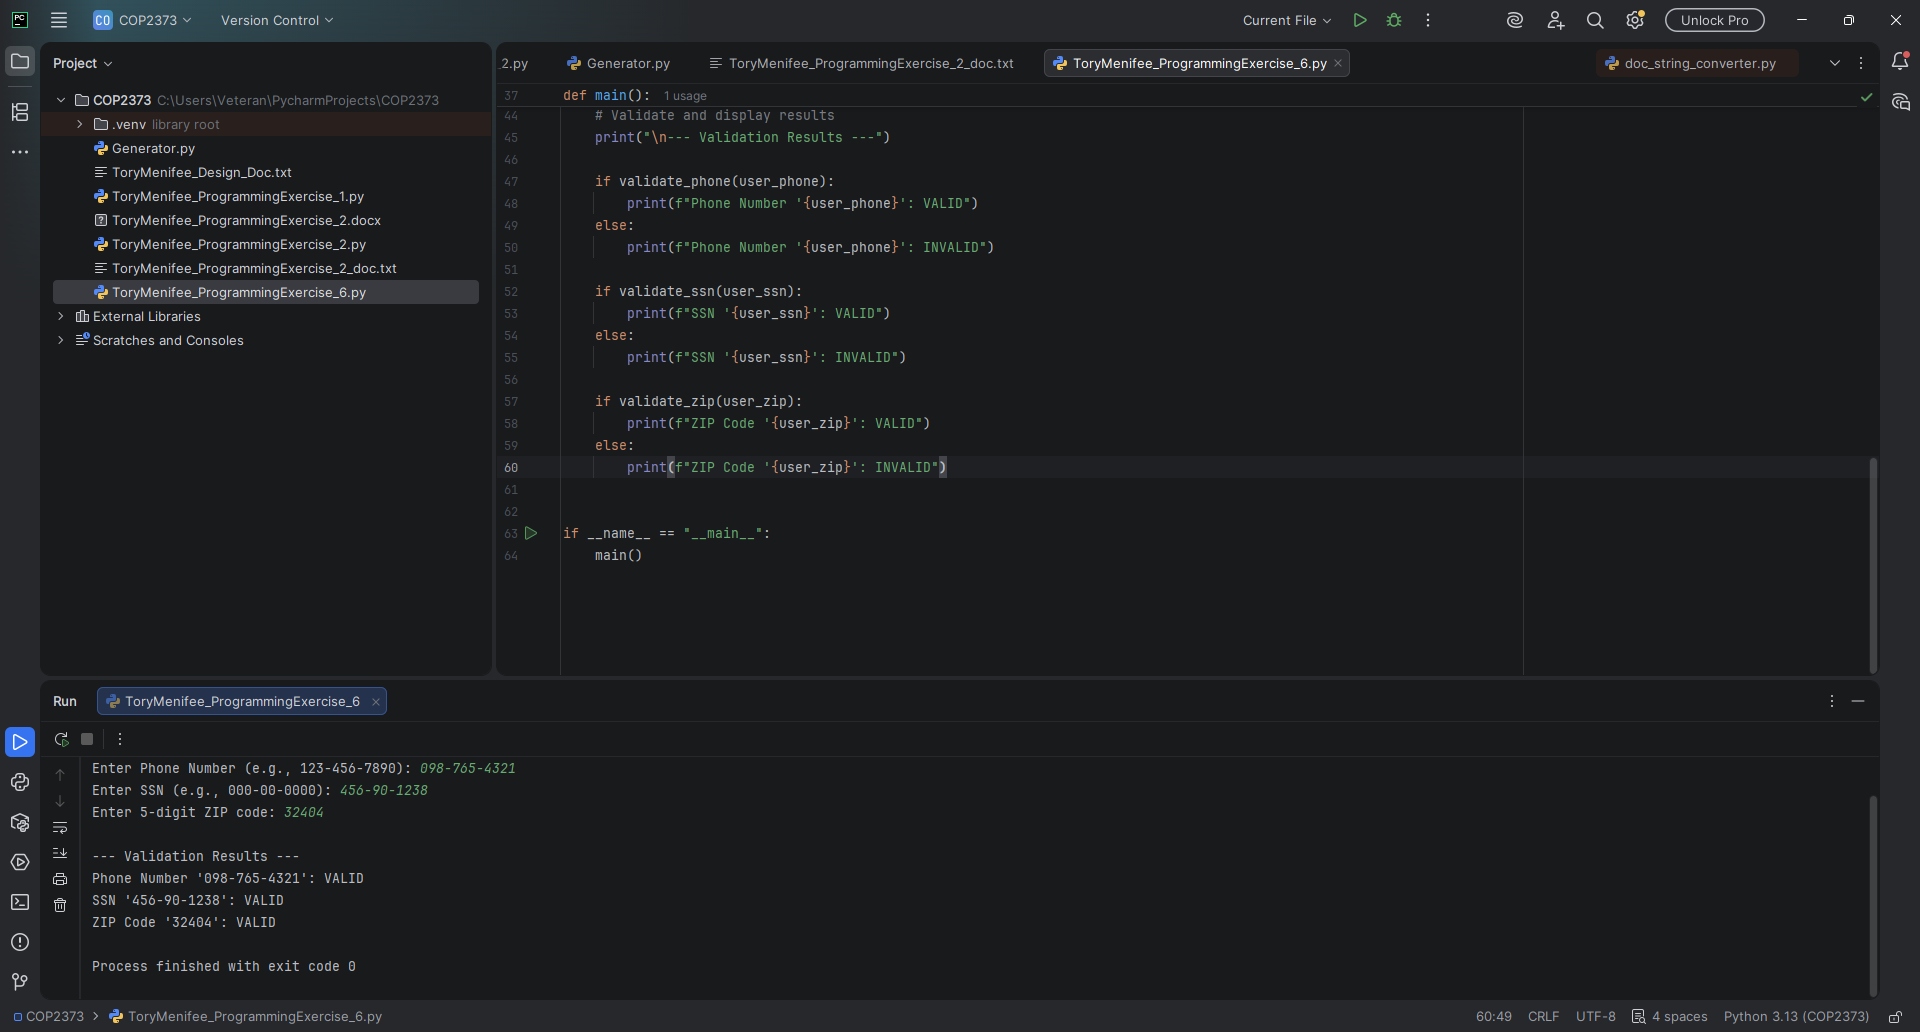 PC
CO COP2373
Version Control
Current File
Unlock Pro
Project
_2.py
Generator.py
ToryMenifee_ProgrammingExercise_2_doc.txt
ToryMenifee_ProgrammingExercise_6.py
doc_string_converter.py
COP2373 C:\Users\Veteran\PycharmProjects\COP2373
.venv library root
Generator.py
ToryMenifee_Design_Doc.txt
ToryMenifee_ProgrammingExercise_1.py
ToryMenifee_ProgrammingExercise_2.docx
ToryMenifee_ProgrammingExercise_2.py
ToryMenifee_ProgrammingExercise_2_doc.txt
ToryMenifee_ProgrammingExercise_6.py
External Libraries
Scratches and Consoles
37 def main(): 1 usage
44 # Validate and display results
45 print("\n--- Validation Results ---")
46
47 if validate_phone(user_phone):
48 print(f"Phone Number '{user_phone}': VALID")
49 else:
50 print(f"Phone Number '{user_phone}': INVALID")
51
52 if validate_ssn(user_ssn):
53 print(f"SSN '{user_ssn}': VALID")
54 else:
55 print(f"SSN '{user_ssn}': INVALID")
56
57 if validate_zip(user_zip):
58 print(f"ZIP Code '{user_zip}': VALID")
59 else:
60 print(f"ZIP Code '{user_zip}': INVALID")
61
62
63 if __name__ == "__main__":
64 main()
Run
ToryMenifee_ProgrammingExercise_6
Enter Phone Number (e.g., 123-456-7890): 098-765-4321
Enter SSN (e.g., 000-00-0000): 456-90-1238
Enter 5-digit ZIP code: 32404
--- Validation Results ---
Phone Number '098-765-4321': VALID
SSN '456-90-1238': VALID
ZIP Code '32404': VALID
Process finished with exit code 0
COP2373 > ToryMenifee_ProgrammingExercise_6.py
60:49 CRLF UTF-8 4 spaces Python 3.13 (COP2373)